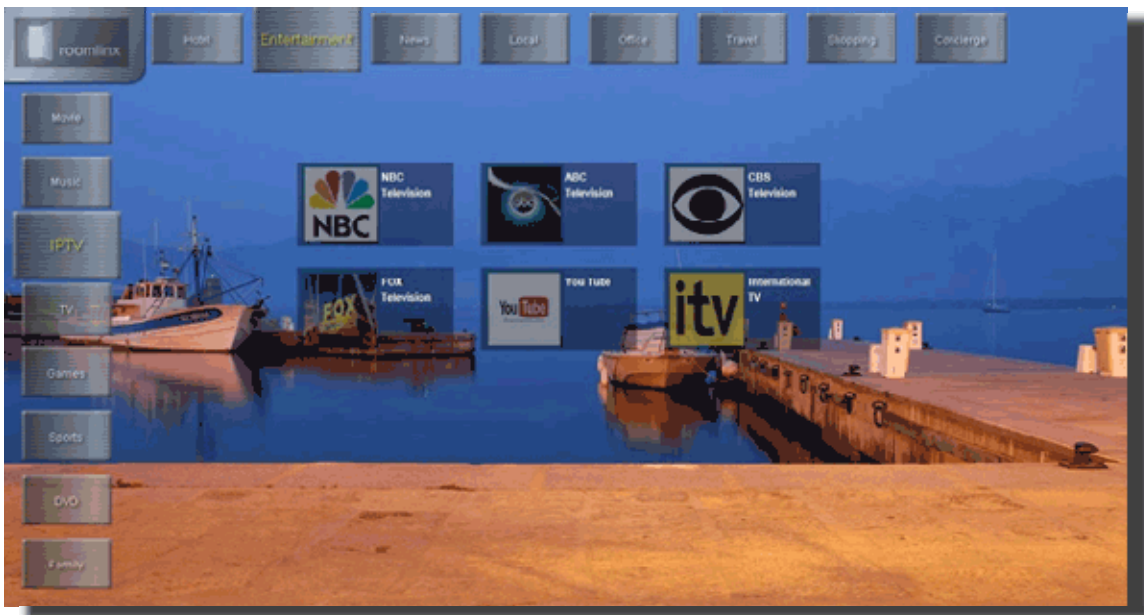 roomlinx
Hotel
Entertainment
News
Local
Office
Travel
Shopping
Concierge
Movie
Music
IPTV
TV
Games
Sports
DVD
Family
NBC
NBC
Television
abc
ABC
Television
CBS
Television
FOX
FOX
Television
You Tube
You Tube
itv
International
TV